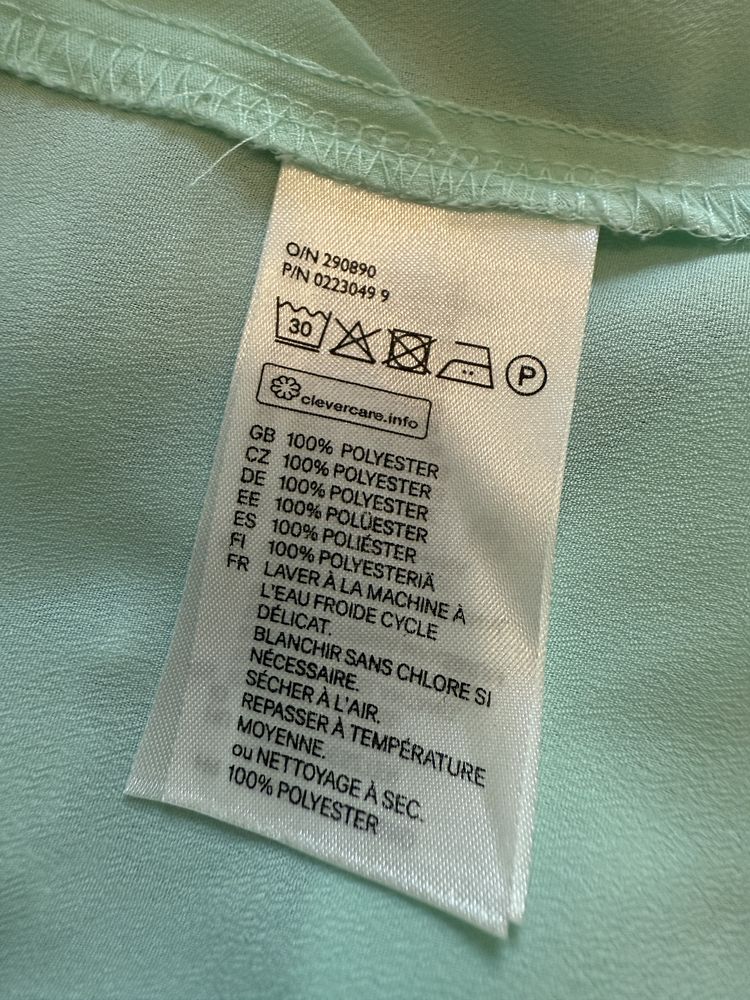 O/N 290890
P/N 0223049 9
30 P
clevercare.info
GB 100% POLYESTER
CZ 100% POLYESTER
DE 100% POLYESTER
EE 100% POLÜESTER
ES 100% POLIÉSTER
FI 100% POLYESTERIÄ
FR LAVER À LA MACHINE À
L'EAU FROIDE CYCLE
DÉLICAT.
BLANCHIR SANS CHLORE SI
NÉCESSAIRE.
SÉCHER À L'AIR.
REPASSER À TEMPÉRATURE
MOYENNE.
ou NETTOYAGE À SEC.
100% POLYESTER